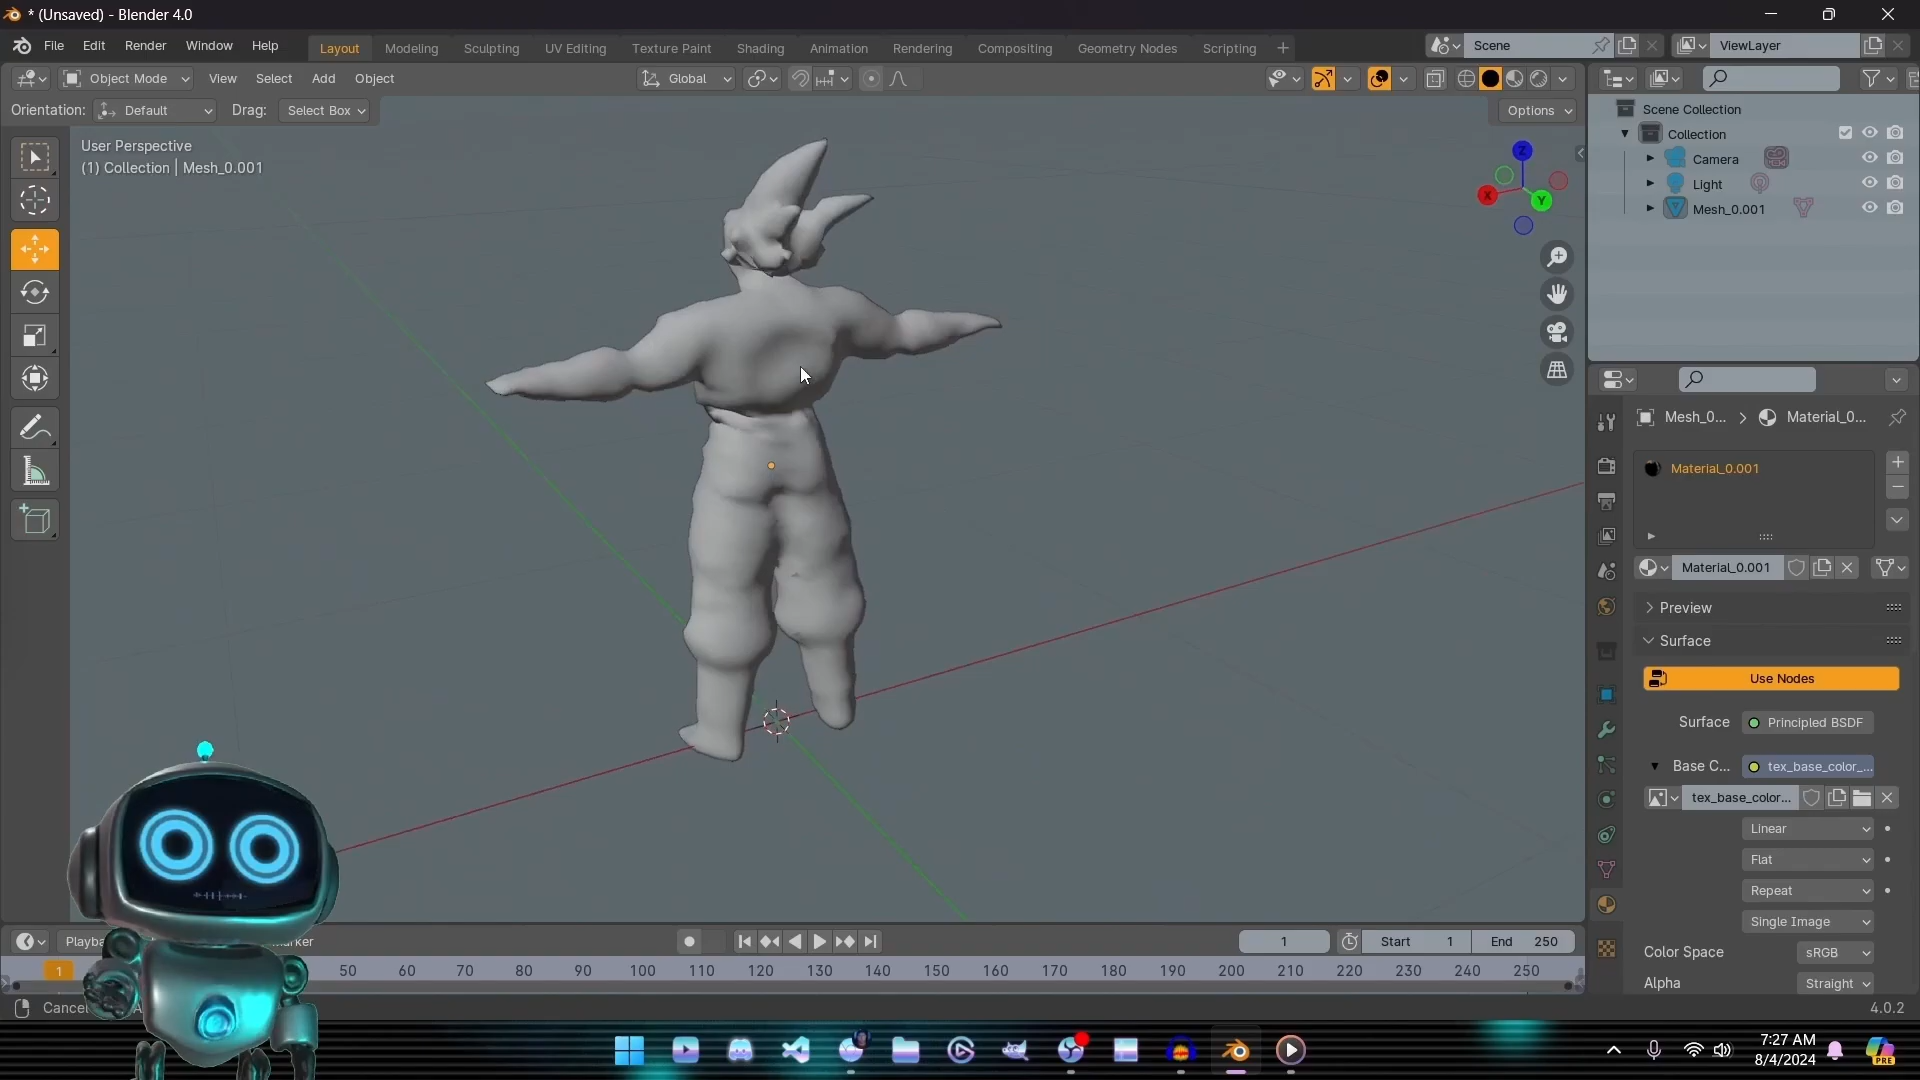 * (Unsaved) - Blender 4.0
File Edit Render Window Help Layout Modeling Sculpting UV Editing Texture Paint Shading Animation Rendering Compositing Geometry Nodes Scripting + Scene ViewLayer
Object Mode View Select Add Object Global
Orientation: Default Drag: Select Box Options
User Perspective
(1) Collection | Mesh_0.001
Z
X
Y
Scene Collection
Collection
Camera
Light
Mesh_0.001
Mesh_0... > Material_0...
Material_0.001
Material_0.001
Preview
Surface
Use Nodes
Surface Principled BSDF
Base C... tex_base_color_...
tex_base_color...
Linear
Flat
Repeat
Single Image
Color Space sRGB
Alpha Straight
1 Start 1 End 250
1 50 60 70 80 90 100 110 120 130 140 150 160 170 180 190 200 210 220 230 240 250
Cancel
4.0.2
7:27 AM
8/4/2024
PRE